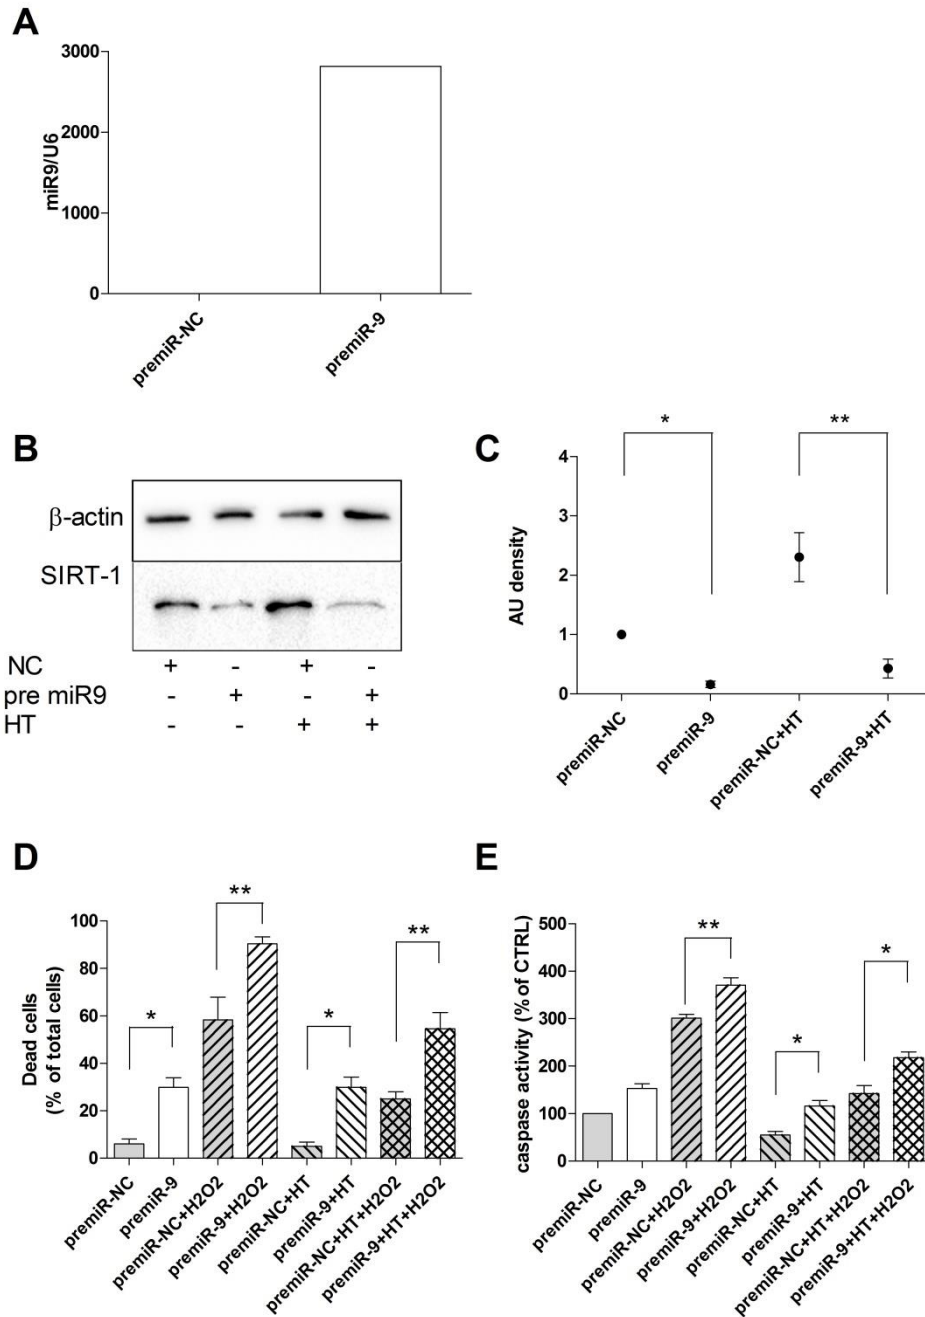 A
3000
2000
1000
0
miR9/U6
premiR-NC
premiR-9
B
β-actin
SIRT-1
NC + - + -
pre miR9 - + - +
HT - - + +
C
* **
4
3
2
1
0
AU density
premiR-NC
premiR-9
premiR-NC+HT
premiR-9+HT
D
100
80
60
40
20
0
Dead cells
(% of total cells)
* ** * **
premiR-NC
premiR-9
premiR-NC+H2O2
premiR-9+H2O2
premiR-NC+HT
premiR-9+HT
premiR-NC+HT+H2O2
premiR-9+HT+H2O2
E
500
400
300
200
100
0
caspase activity (% of CTRL)
** * *
premiR-NC
premiR-9
premiR-NC+H2O2
premiR-9+H2O2
premiR-NC+HT
premiR-9+HT
premiR-NC+HT+H2O2
premiR-9+HT+H2O2